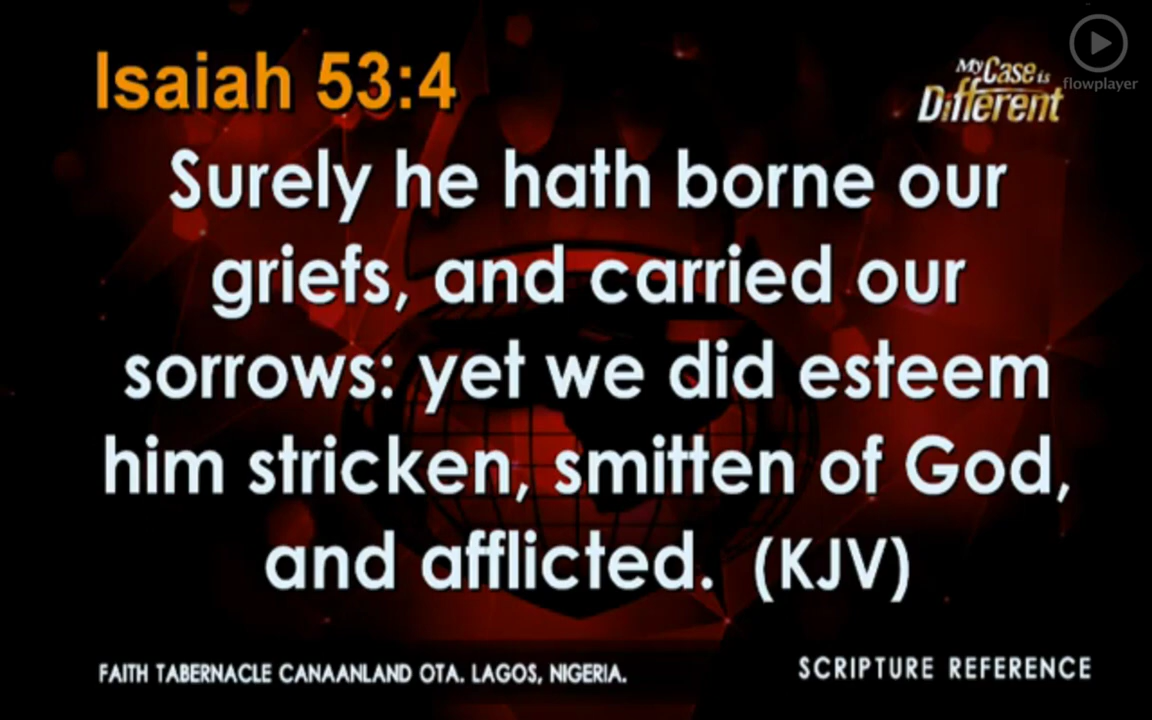 Isaiah 53:4
My Case is
Different
flowplayer
Surely he hath borne our
griefs, and carried our
sorrows: yet we did esteem
him stricken, smitten of God,
and afflicted. (KJV)
FAITH TABERNACLE CANAANLAND OTA. LAGOS, NIGERIA.
SCRIPTURE REFERENCE